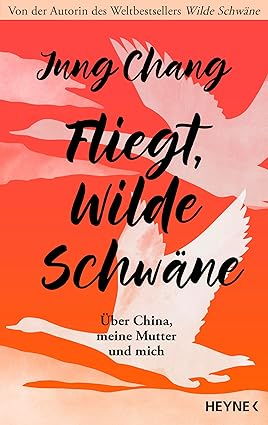 Von der Autorin des Weltbestsellers Wilde Schwäne
Jung Chang
Fliegt,
Wilde
Schwäne
Über China,
meine Mutter
und mich
HEYNE <